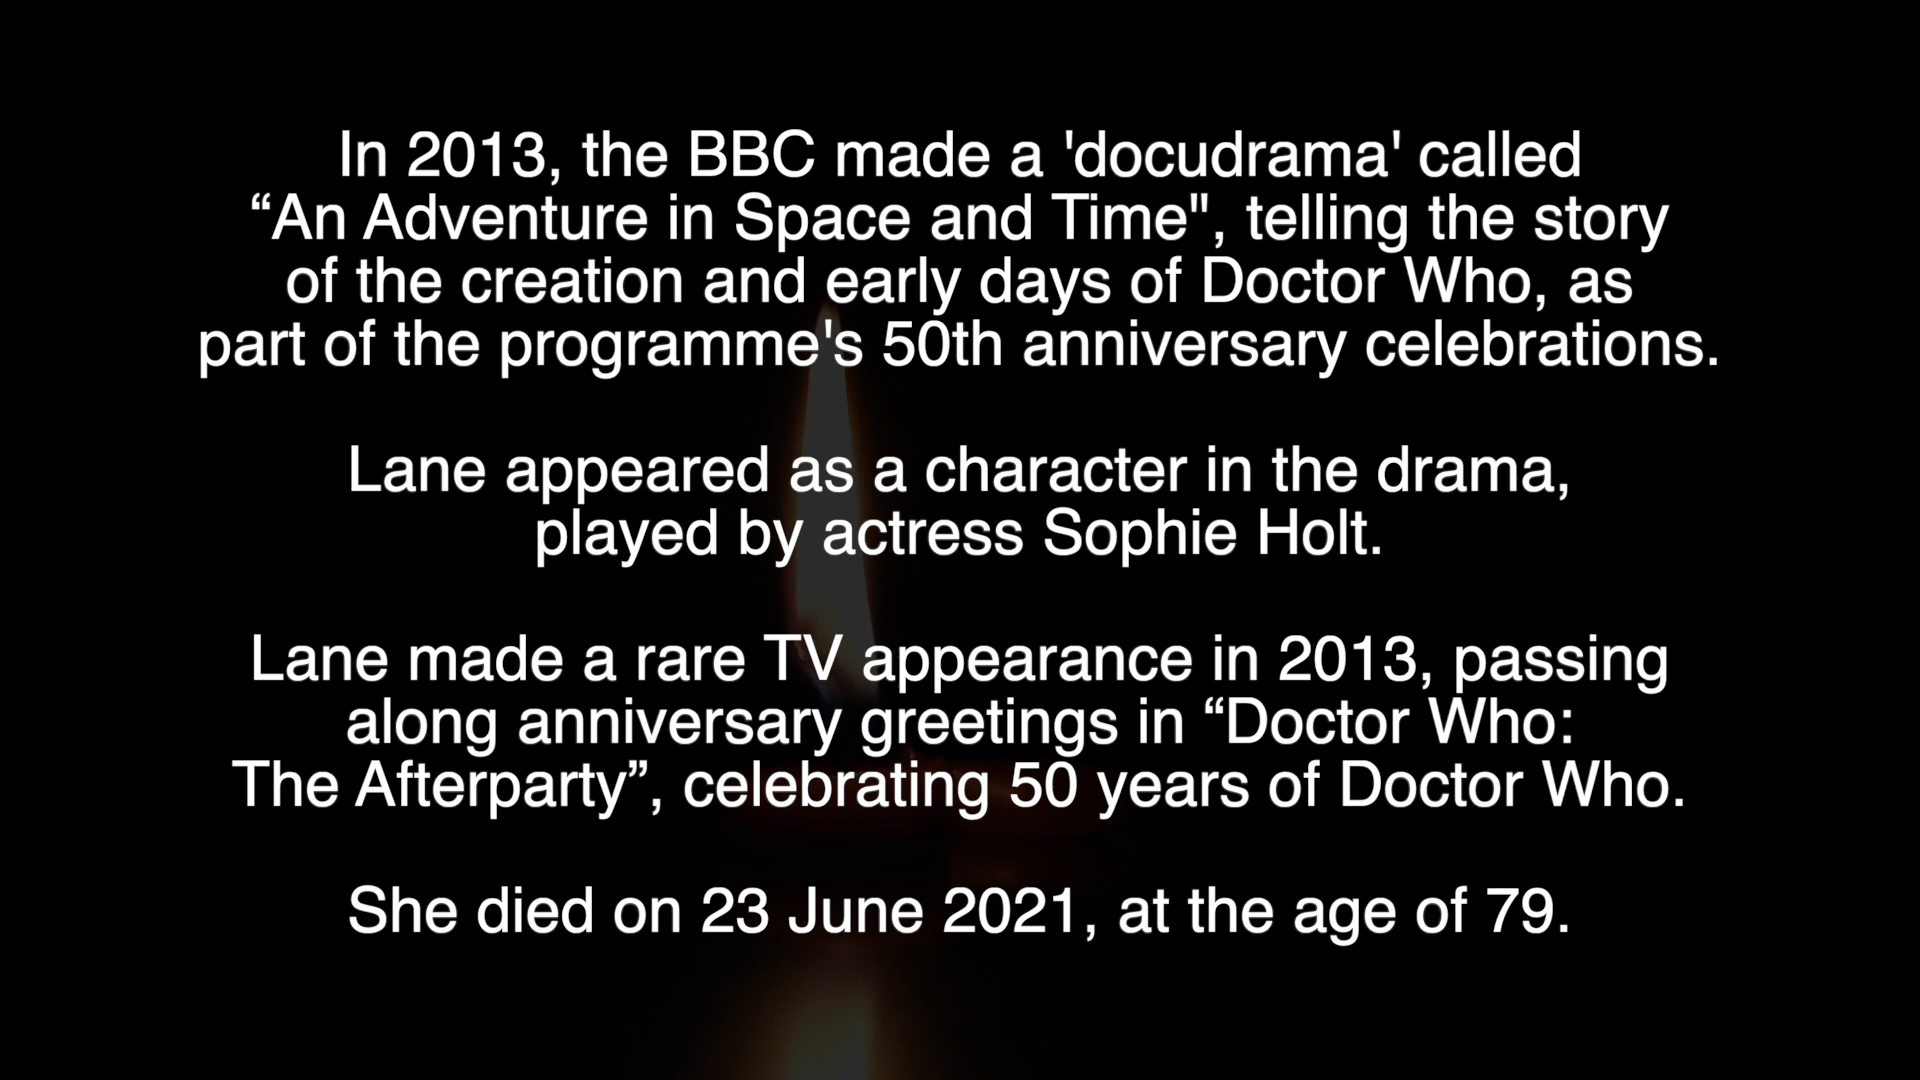 In 2013, the BBC made a 'docudrama' called
“An Adventure in Space and Time", telling the story
of the creation and early days of Doctor Who, as
part of the programme's 50th anniversary celebrations.
Lane appeared as a character in the drama,
played by actress Sophie Holt.
Lane made a rare TV appearance in 2013, passing
along anniversary greetings in “Doctor Who:
The Afterparty”, celebrating 50 years of Doctor Who.
She died on 23 June 2021, at the age of 79.